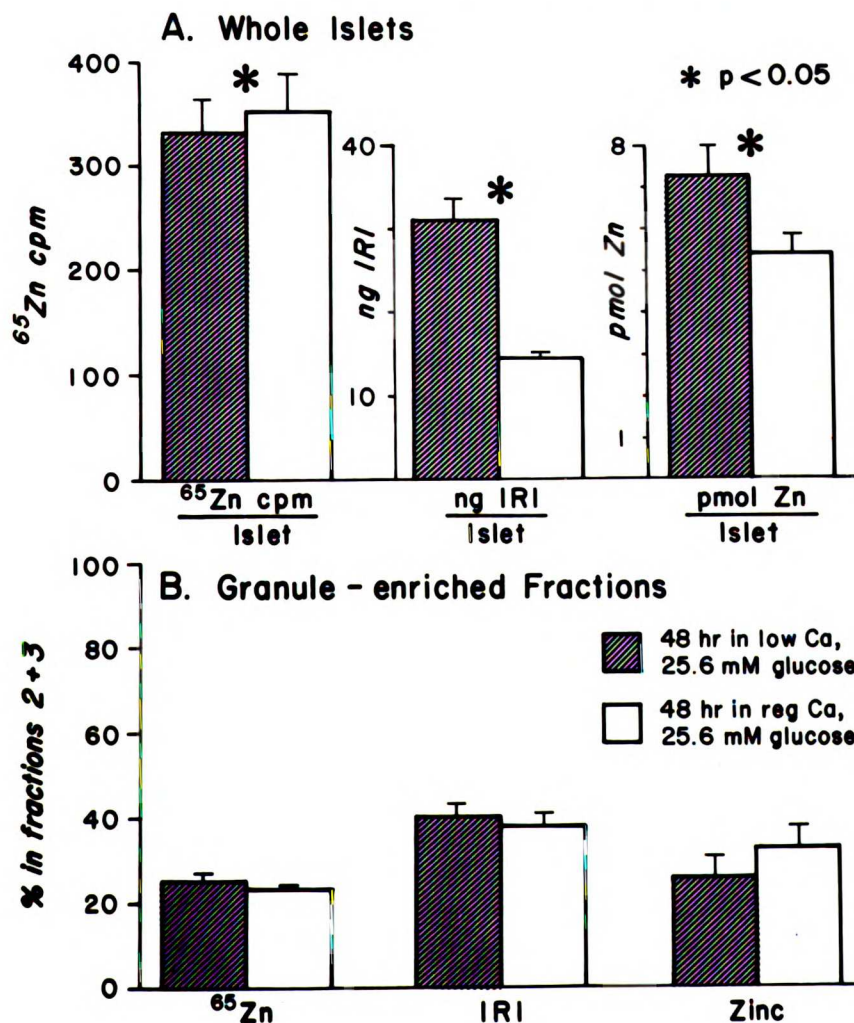 A. Whole Islets
400
300
200
100
0
⁶⁵Zn cpm
*
40
10
ng IRI
*
* p < 0.05
8
pmol Zn
*
⁶⁵Zn cpm
Islet
ng IRI
Islet
pmol Zn
Islet
B. Granule-enriched Fractions
100
80
60
40
20
0
% in fractions 2+3
48 hr in low Ca,
25.6 mM glucose
48 hr in reg Ca,
25.6 mM glucose
⁶⁵Zn
IRI
Zinc